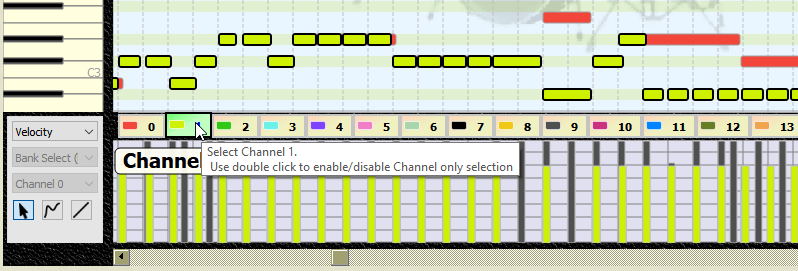 C3
Velocity
0 1 2 3 4 5 6 7 8 9 10 11 12 13
Bank Select (
Channel 0
Channe
Select Channel 1.
Use double click to enable/disable Channel only selection